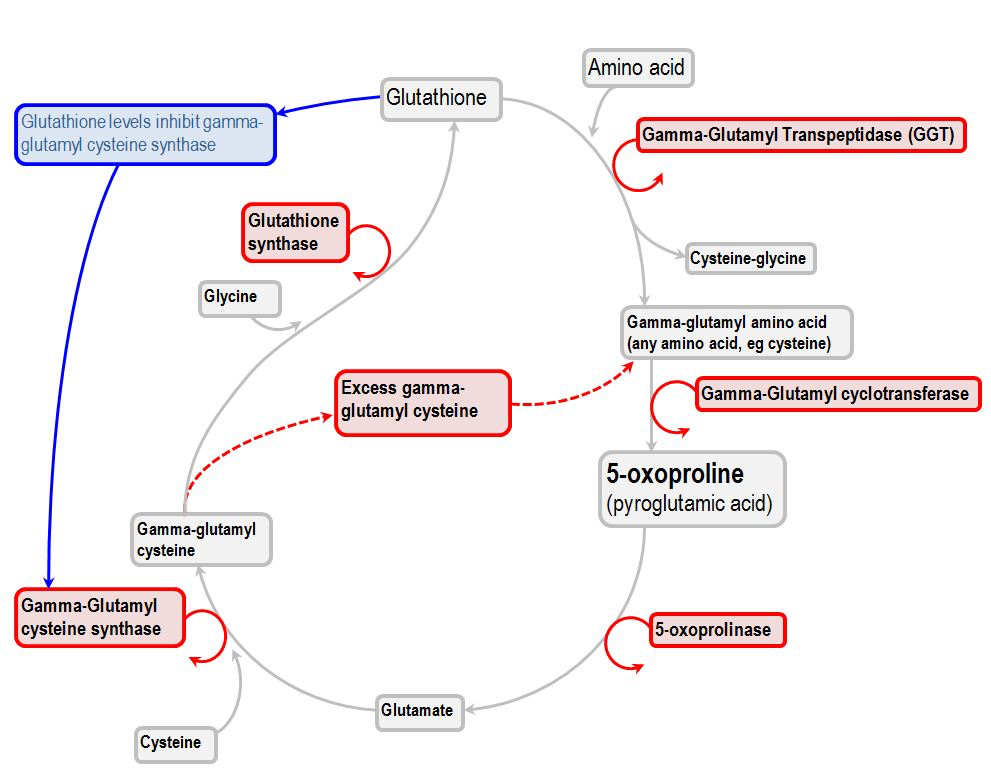 Amino acid
Glutathione
Glutathione levels inhibit gamma-
glutamyl cysteine synthase
Gamma-Glutamyl Transpeptidase (GGT)
Glutathione
synthase
Cysteine-glycine
Glycine
Gamma-glutamyl amino acid
(any amino acid, eg cysteine)
Excess gamma-
glutamyl cysteine
Gamma-Glutamyl cyclotransferase
5-oxoproline
(pyroglutamic acid)
Gamma-glutamyl
cysteine
Gamma-Glutamyl
cysteine synthase
5-oxoprolinase
Glutamate
Cysteine